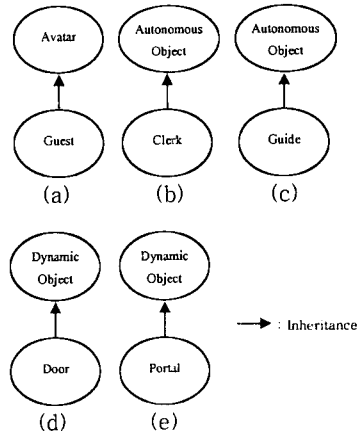 Avatar
Autonomous
Object
Autonomous
Object
Guest
Clerk
Guide
(a)
(b)
(c)
Dynamic
Object
Dynamic
Object
: Inheritance
Door
Portal
(d)
(e)